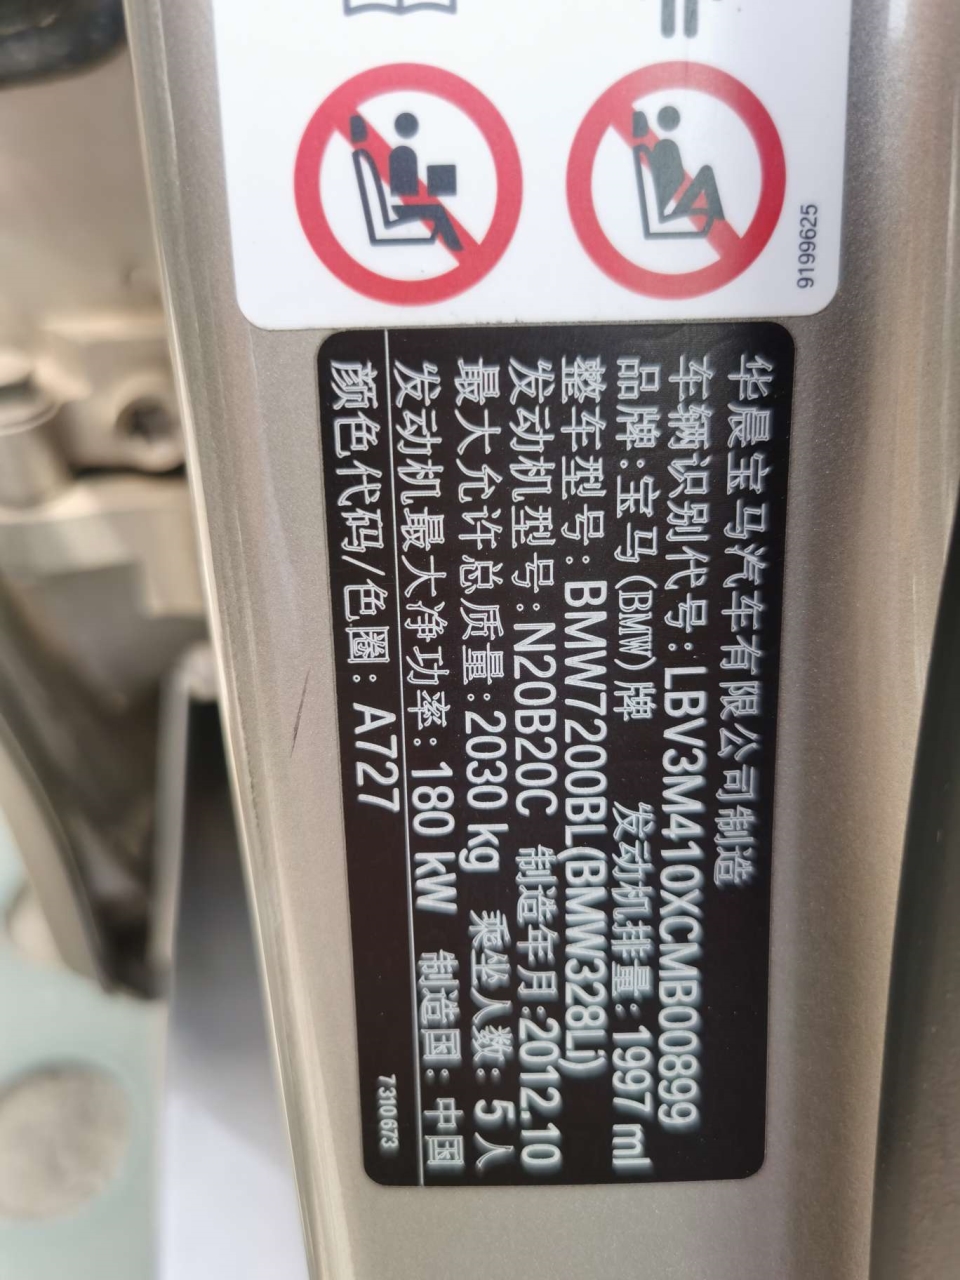 9199625
华晨宝马汽车有限公司制造
车辆识别代号:LBV3M410XCMB00899
品牌:宝马(BMW)牌 发动机排量:1997 ml
整车型号:BMW7200BL(BMW328Li)
发动机型号:N20B20C 制造年月:2012.10
最大允许总质量:2030 kg 乘坐人数:5人
发动机最大净功率:180 kW 制造国:中国
颜色代码/色圈:A727
7310673